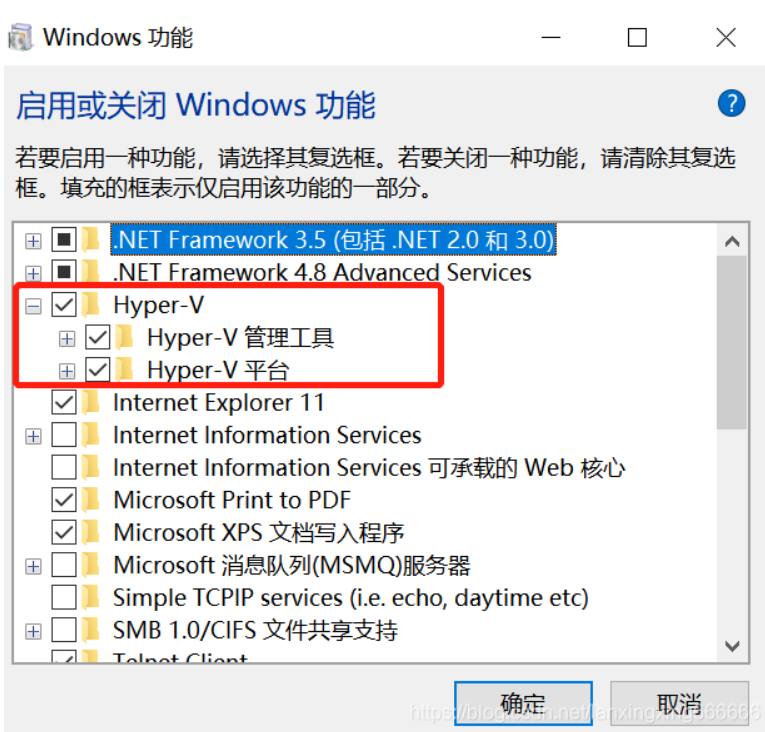 Windows 功能
启用或关闭 Windows 功能
?
若要启用一种功能，请选择其复选框。若要关闭一种功能，请清除其复选
框。填充的框表示仅启用该功能的一部分。
.NET Framework 3.5 (包括 .NET 2.0 和 3.0)
.NET Framework 4.8 Advanced Services
Hyper-V
Hyper-V 管理工具
Hyper-V 平台
Internet Explorer 11
Internet Information Services
Internet Information Services 可承载的 Web 核心
Microsoft Print to PDF
Microsoft XPS 文档写入程序
Microsoft 消息队列(MSMQ)服务器
Simple TCPIP services (i.e. echo, daytime etc)
SMB 1.0/CIFS 文件共享支持
Telnet Client
确定 取消